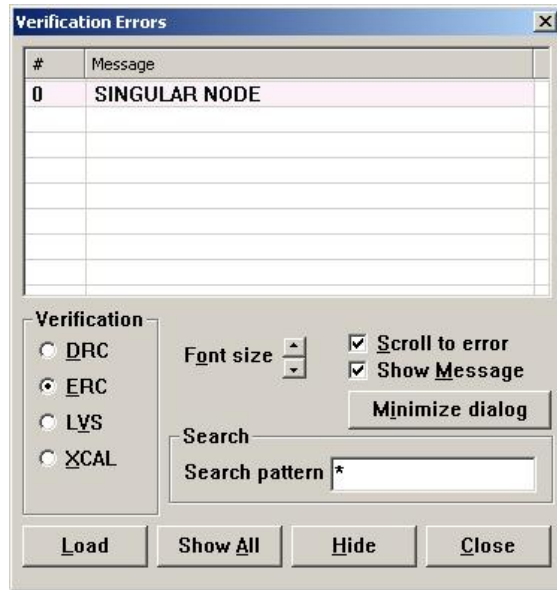 Verification Errors
# Message
0 SINGULAR NODE
Verification
DRC
ERC
LVS
XCAL
Font size
Scroll to error
Show Message
Minimize dialog
Search
Search pattern *
Load Show All Hide Close